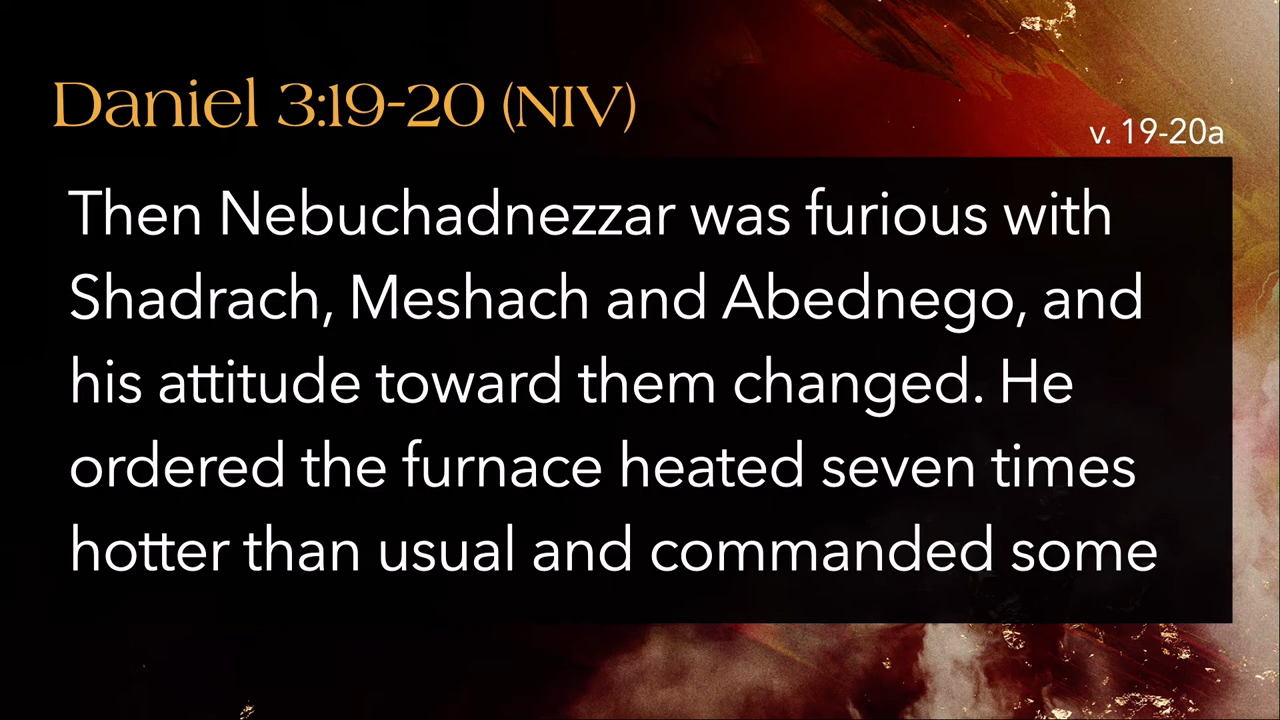 Daniel 3:19-20 (NIV)
v. 19-20a
Then Nebuchadnezzar was furious with
Shadrach, Meshach and Abednego, and
his attitude toward them changed. He
ordered the furnace heated seven times
hotter than usual and commanded some